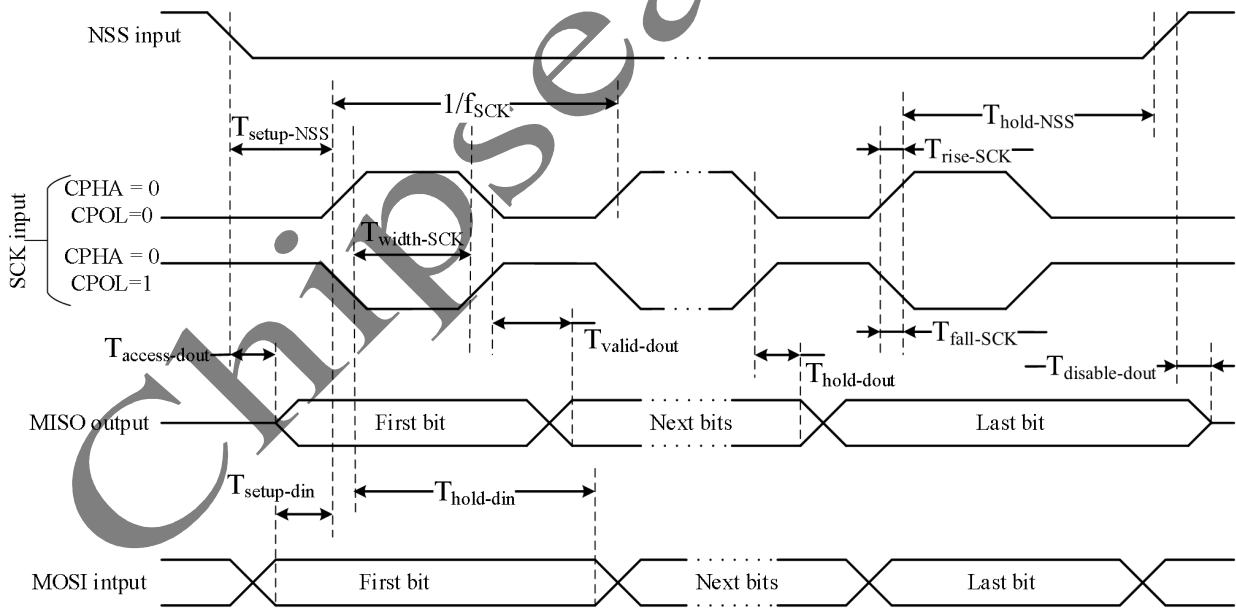 NSS input
1/fSCK
Tsetup-NSS
Thold-NSS
Trise-SCK
SCK input
CPHA = 0
CPOL=0
Twidth-SCK
CPHA = 0
CPOL=1
Tvalid-dout
Tfall-SCK
Taccess-dout
Thold-dout
Tdisable-dout
MISO output
First bit
Next bits
Last bit
Tsetup-din
Thold-din
MOSI intput
First bit
Next bits
Last bit